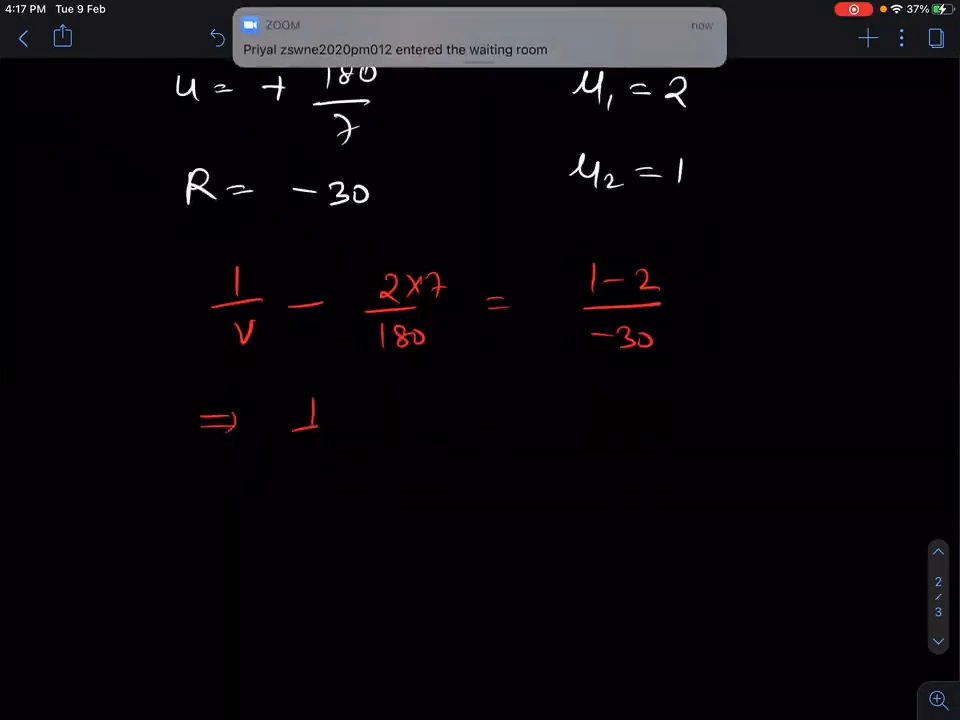 4:17 PM Tue 9 Feb
37%
ZOOM
now
Priyal zswne2020pm012 entered the waiting room
u = + 180/7
μ₁ = 2
R = -30
μ₂ = 1
1/v - 2×7/180 = 1-2/-30
⇒ 1
2/3